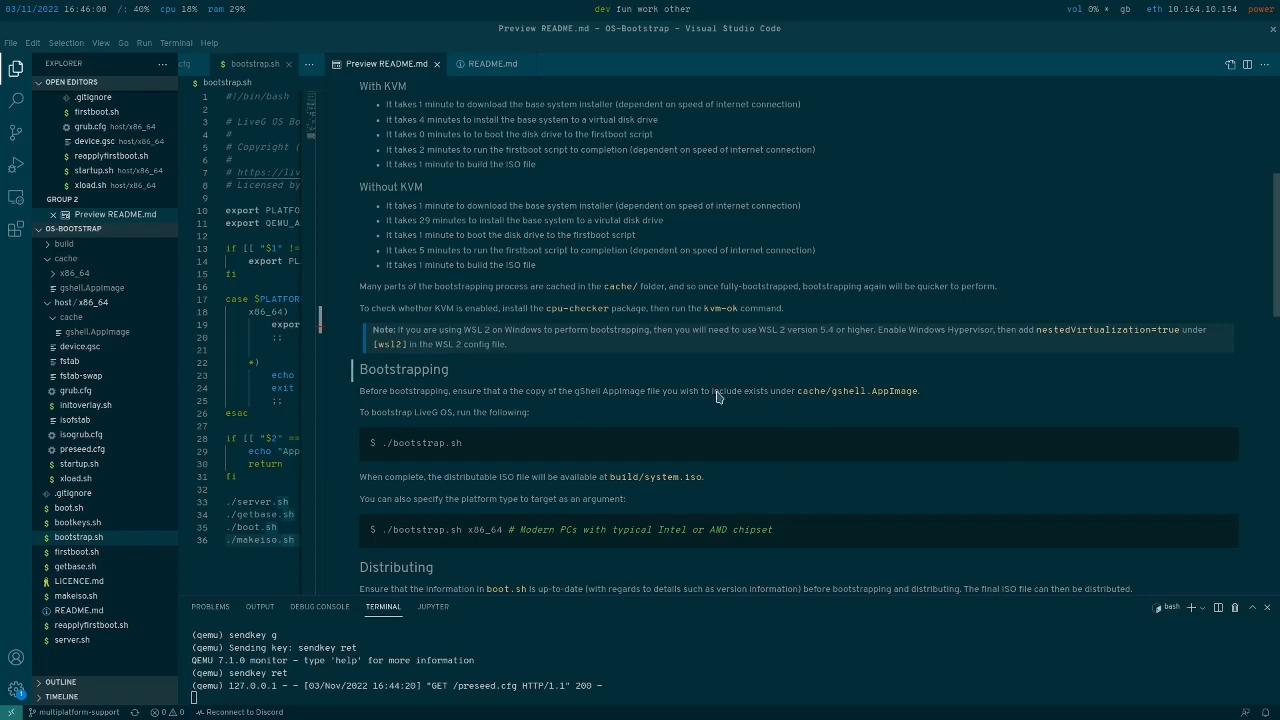 03/11/2022 16:46:00 /: 40% cpu 18% ram 29%
dev fun work other
vol 0% * gb eth 10.164.10.154 power
Preview README.md - OS-Bootstrap - Visual Studio Code
File Edit Selection View Go Run Terminal Help
EXPLORER
OPEN EDITORS
.gitignore
firstboot.sh
grub.cfg host/x86_64
device.gsc host/x86_64
reapplyfirstboot.sh
startup.sh host/x86_64
xload.sh host/x86_64
GROUP 2
Preview README.md
OS-BOOTSTRAP
build
cache
x86_64
gshell.AppImage
host / x86_64
cache
gshell.AppImage
device.gsc
fstab
fstab-swap
grub.cfg
initoverlay.sh
isofstab
isogrub.cfg
preseed.cfg
startup.sh
xload.sh
.gitignore
boot.sh
bootkeys.sh
bootstrap.sh
firstboot.sh
getbase.sh
LICENCE.md
makeiso.sh
README.md
reapplyfirstboot.sh
server.sh
OUTLINE
TIMELINE
cfg
bootstrap.sh
bootstrap.sh
1 #!/bin/bash
2
3 # LiveG OS Bo
4 #
5 # Copyright (
6 #
7 # https://liv
8 # Licensed by
9
10 export PLATFO
11 export QEMU_A
12
13 if [[ "$1" !=
14 export PL
15 fi
16
17 case $PLATFOR
18 x86_64)
19 expor
20 ;;
21
22 *)
23 echo
24 exit
25 ;;
26 esac
27
28 if [[ "$2" ==
29 echo "App
30 return
31 fi
32
33 ./server.sh
34 ./getbase.sh
35 ./boot.sh
36 ./makeiso.sh
Preview README.md
README.md
With KVM
• It takes 1 minute to download the base system installer (dependent on speed of internet connection)
• It takes 4 minutes to install the base system to a virtual disk drive
• It takes 0 minutes to to boot the disk drive to the firstboot script
• It takes 2 minutes to run the firstboot script to completion (dependent on speed of internet connection)
• It takes 1 minute to build the ISO file
Without KVM
• It takes 1 minute to download the base system installer (dependent on speed of internet connection)
• It takes 29 minutes to install the base system to a virutal disk drive
• It takes 1 minute to boot the disk drive to the firstboot script
• It takes 5 minutes to run the firstboot script to completion (dependent on speed of internet connection)
• It takes 1 minute to build the ISO file
Many parts of the bootstrapping process are cached in the cache/ folder, and so once fully-bootstrapped, bootstrapping again will be quicker to perform.
To check whether KVM is enabled, install the cpu-checker package, then run the kvm-ok command.
Note: If you are using WSL 2 on Windows to perform bootstrapping, then you will need to use WSL 2 version 5.4 or higher. Enable Windows Hypervisor, then add nestedVirtualization=true under
[wsl2] in the WSL 2 config file.
Bootstrapping
Before bootstrapping, ensure that a the copy of the gShell AppImage file you wish to include exists under cache/gshell.AppImage.
To bootstrap LiveG OS, run the following:
$ ./bootstrap.sh
When complete, the distributable ISO file will be available at build/system.iso.
You can also specify the platform type to target as an argument:
$ ./bootstrap.sh x86_64 # Modern PCs with typical Intel or AMD chipset
Distributing
Ensure that the information in boot.sh is up-to-date (with regards to details such as version information) before bootstrapping and distributing. The final ISO file can then be distributed.
PROBLEMS OUTPUT DEBUG CONSOLE TERMINAL JUPYTER
bash
(qemu) sendkey g
(qemu) Sending key: sendkey ret
QEMU 7.1.0 monitor - type 'help' for more information
(qemu) sendkey ret
(qemu) 127.0.0.1 - - [03/Nov/2022 16:44:20] "GET /preseed.cfg HTTP/1.1" 200 -
multiplatform-support 0 0 Reconnect to Discord